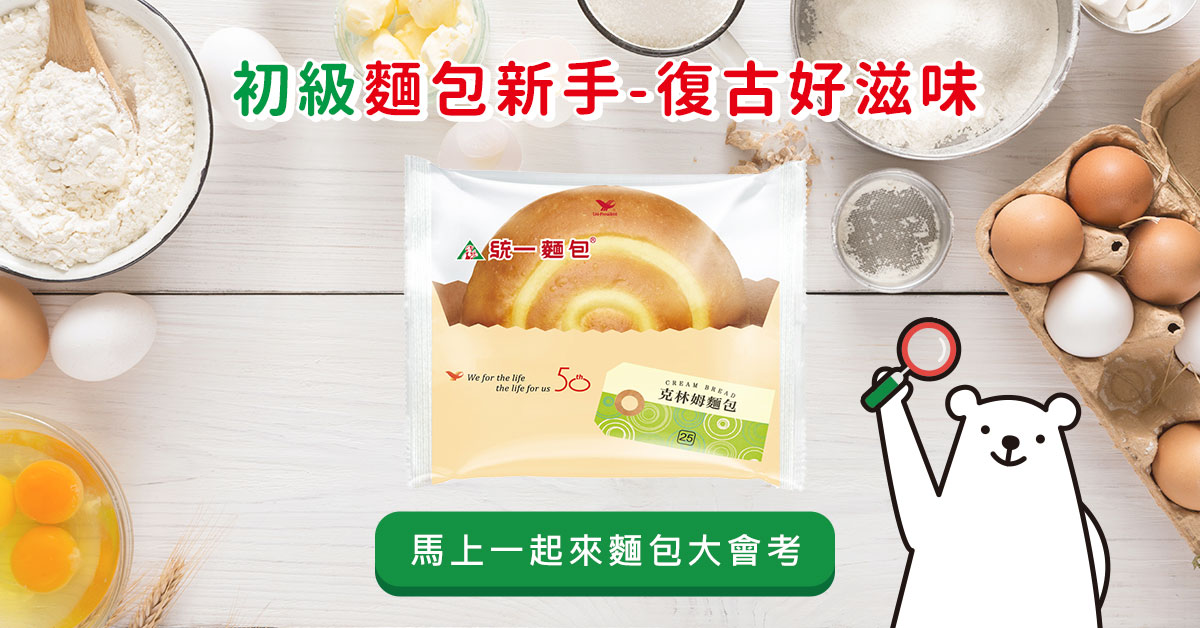 初級麵包新手-復古好滋味
Uni-President
統一麵包®
We for the life
the life for us
50th
CREAM BREAD
克林姆麵包
25
馬上一起來麵包大會考